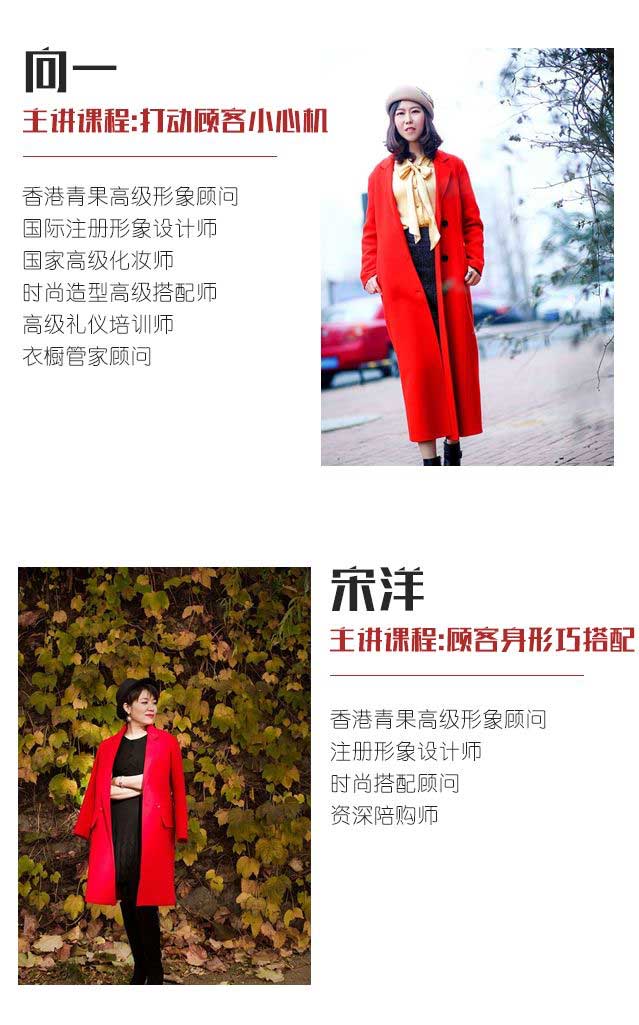 向一
主讲课程:打动顾客小心机
香港青果高级形象顾问
国际注册形象设计师
国家高级化妆师
时尚造型高级搭配师
高级礼仪培训师
衣橱管家顾问
宋洋
主讲课程:顾客身形巧搭配
香港青果高级形象顾问
注册形象设计师
时尚搭配顾问
资深陪购师